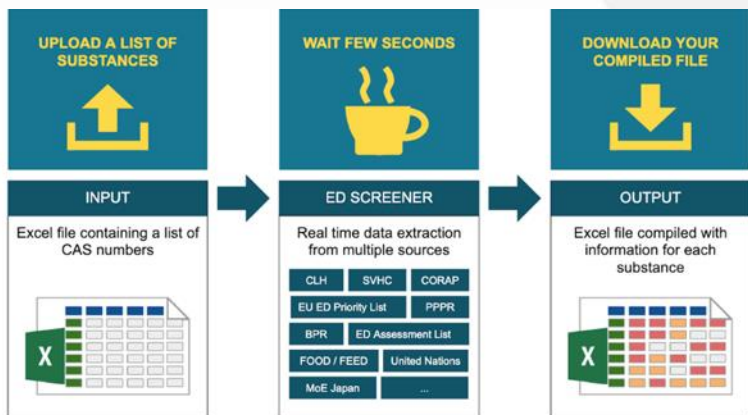 UPLOAD A LIST OF
SUBSTANCES
INPUT
Excel file containing a list of
CAS numbers
X
WAIT FEW SECONDS
ED SCREENER
Real time data extraction
from multiple sources
CLH SVHC CORAP
EU ED Priority List PPPR
BPR ED Assessment List
FOOD / FEED United Nations
MoE Japan ...
DOWNLOAD YOUR
COMPILED FILE
OUTPUT
Excel file compiled with
information for each
substance
X